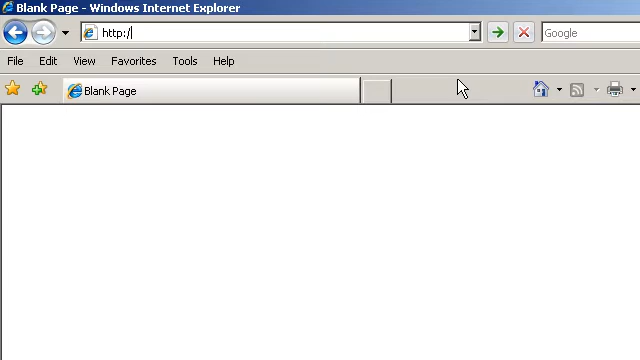 Blank Page - Windows Internet Explorer
http:/
Google
File Edit View Favorites Tools Help
Blank Page